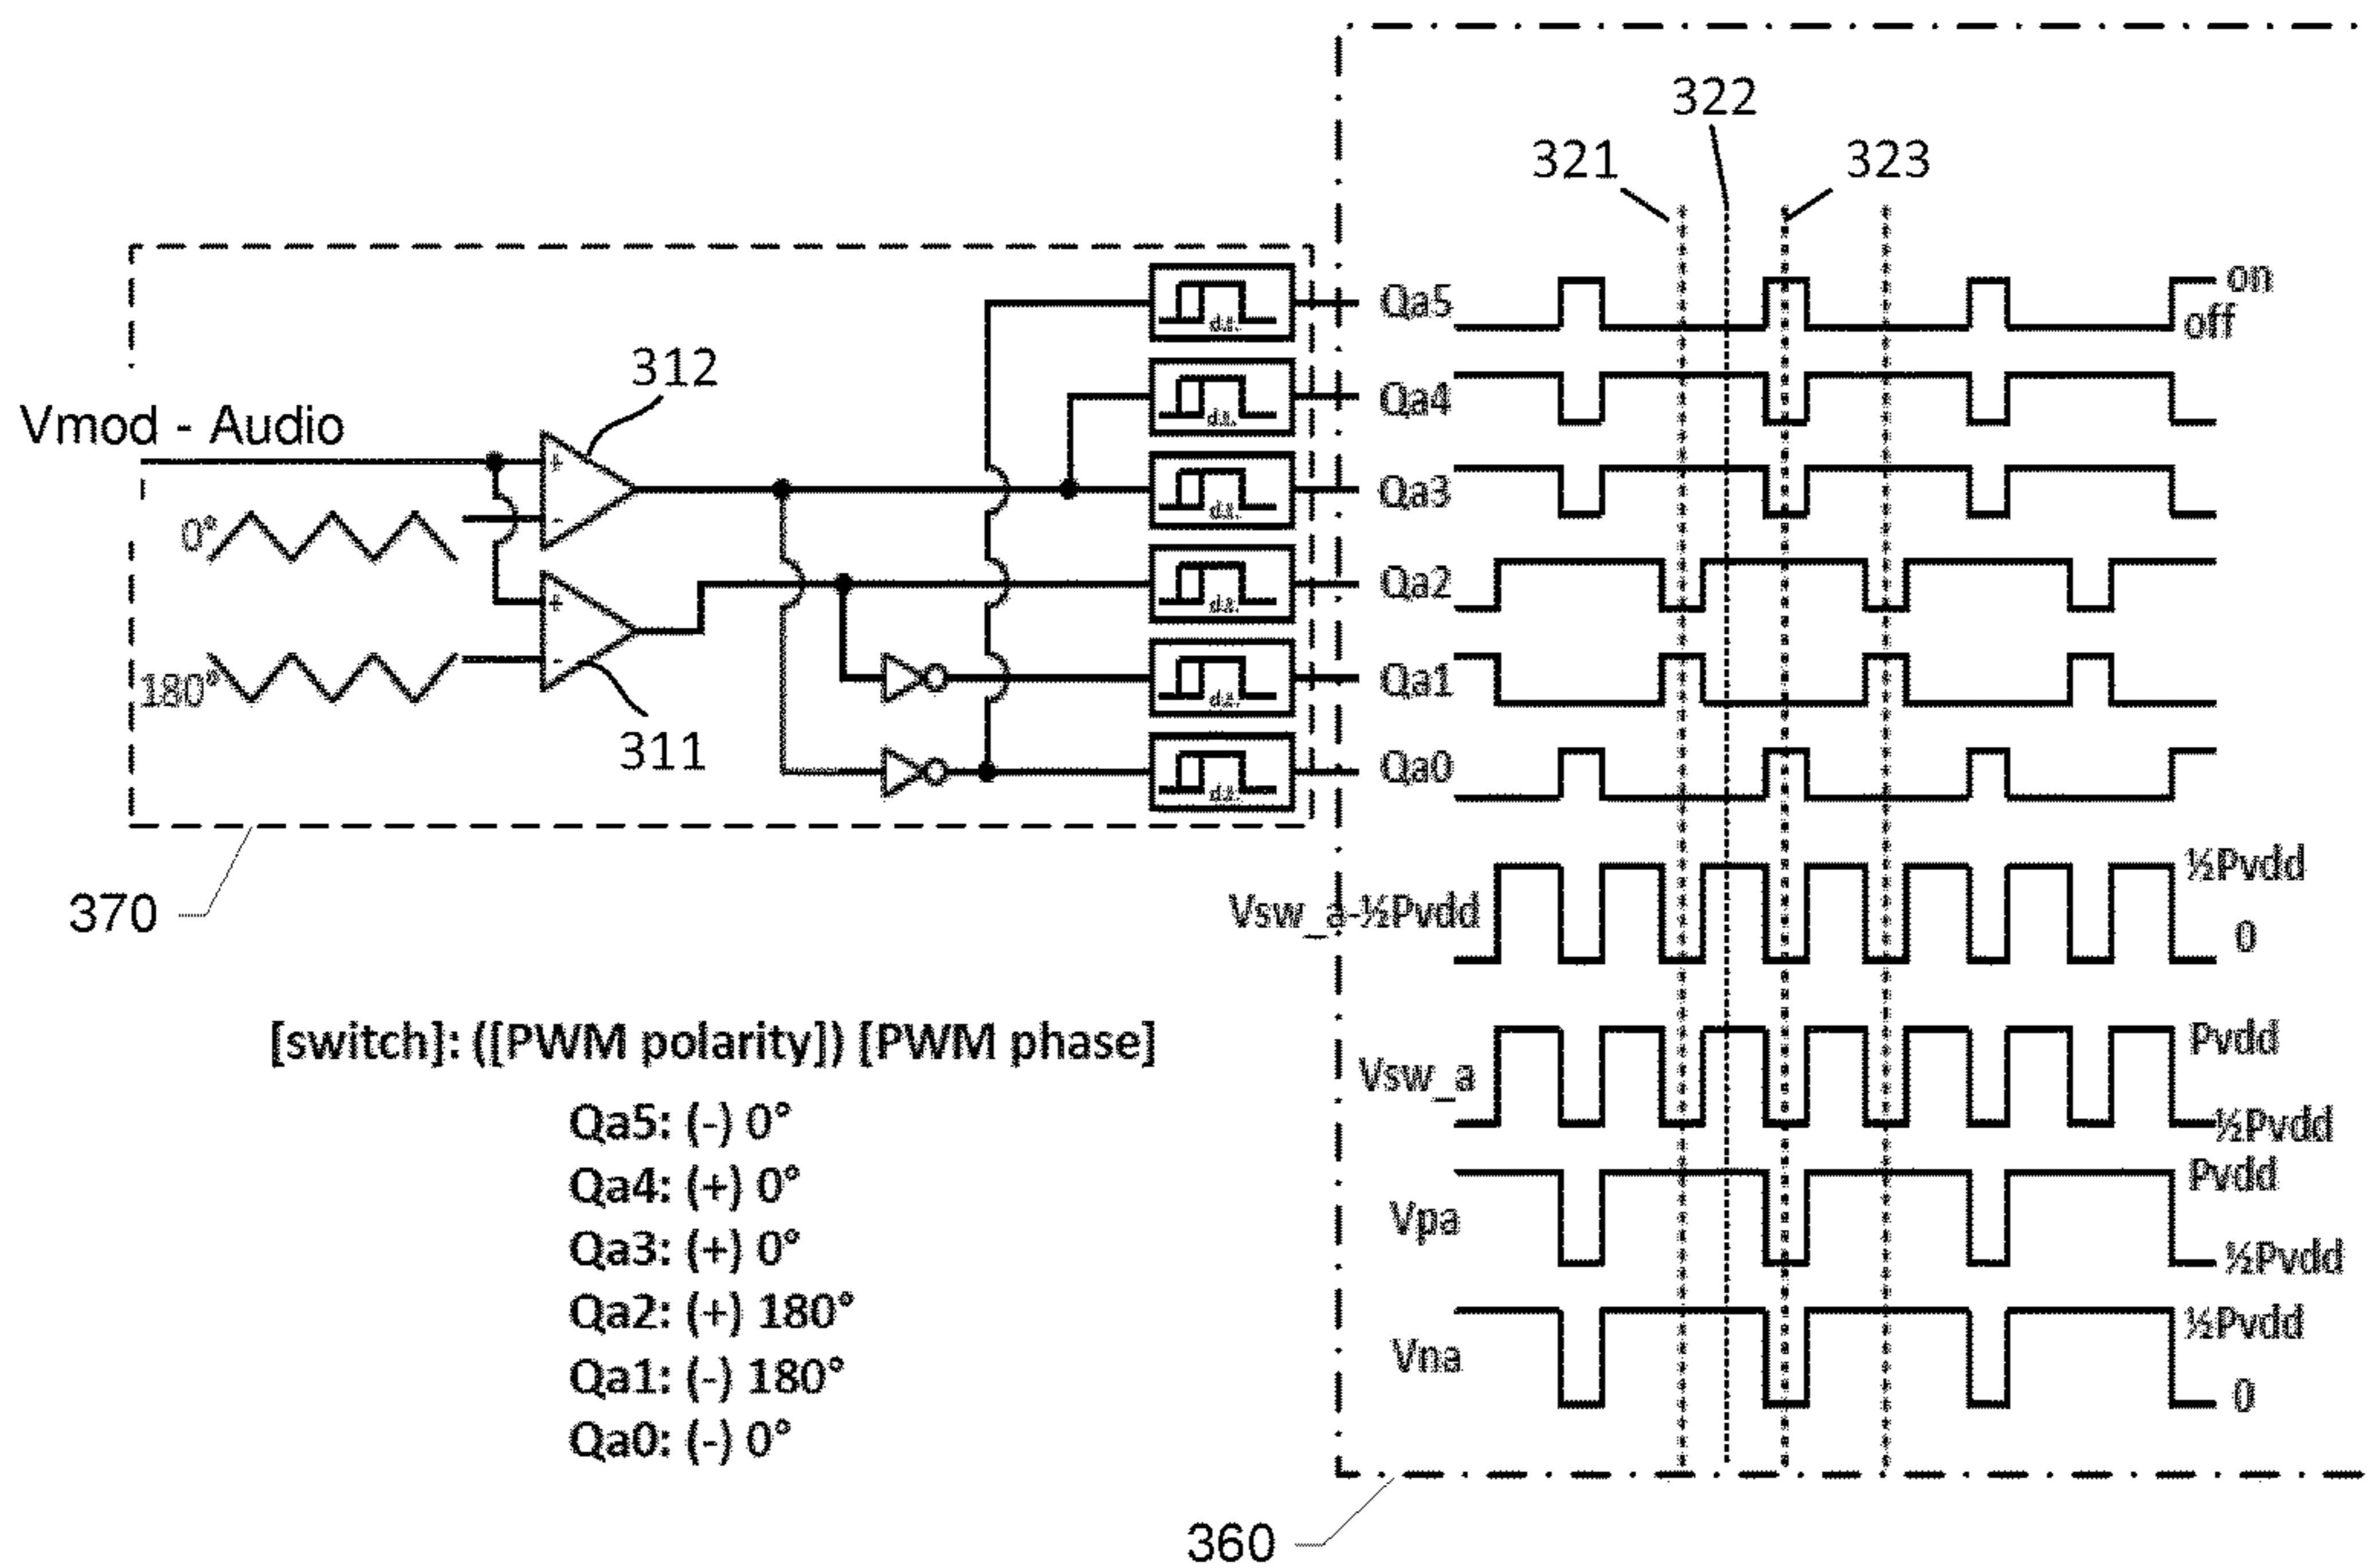 322
321
323
Qa5
on
off
312
Vmod - Audio
d.t.
Qa4
d.t.
+
-
0°
Qa3
d.t.
Qa2
d.t.
+
-
180°
311
Qa1
d.t.
Qa0
d.t.
370
Vsw_a-½Pvdd
½Pvdd
0
[switch]: ([PWM polarity]) [PWM phase]
Vsw_a
Pvdd
½Pvdd
Qa5: (-) 0°
Qa4: (+) 0°
Qa3: (+) 0°
Qa2: (+) 180°
Qa1: (-) 180°
Qa0: (-) 0°
Vpa
Pvdd
½Pvdd
Vna
½Pvdd
0
360
d.t.